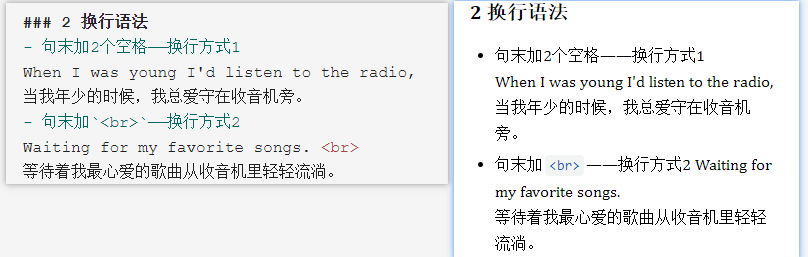 ### 2 换行语法
- 句末加2个空格——换行方式1
When I was young I'd listen to the radio,
当我年少的时候，我总爱守在收音机旁。
- 句末加`<br>`——换行方式2
Waiting for my favorite songs. <br>
等待着我最心爱的歌曲从收音机里轻轻流淌。
2 换行语法
• 句末加2个空格——换行方式1
When I was young I'd listen to the radio,
当我年少的时候，我总爱守在收音机
旁。
• 句末加 <br> ——换行方式2 Waiting for
my favorite songs.
等待着我最心爱的歌曲从收音机里轻轻
流淌。